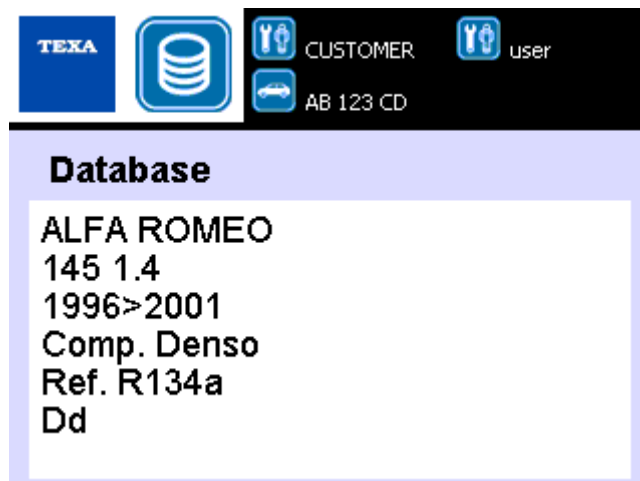 TEXA
CUSTOMER
user
AB 123 CD
Database
ALFA ROMEO
145 1.4
1996>2001
Comp. Denso
Ref. R134a
Dd